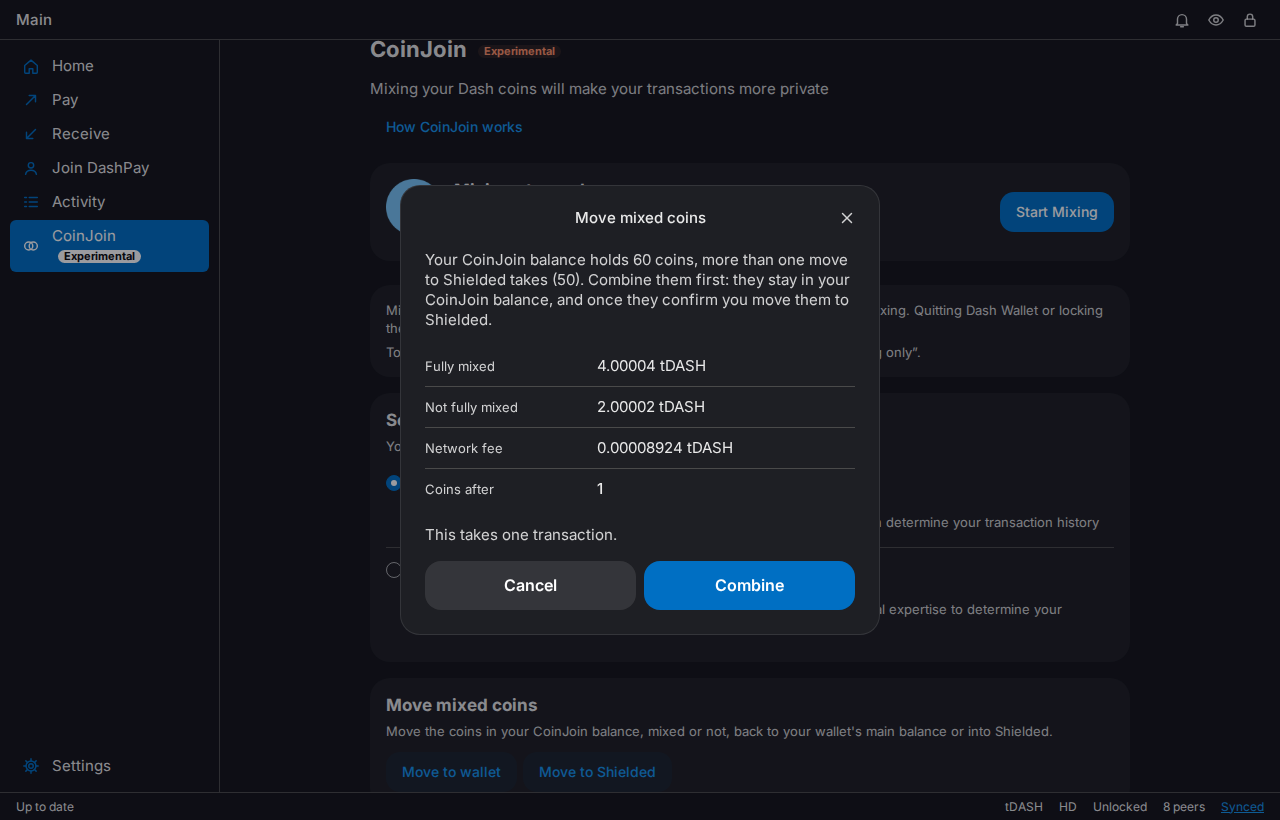 Main
Home
Pay
Receive
Join DashPay
Activity
CoinJoin
Experimental
Settings
CoinJoin Experimental
Mixing your Dash coins will make your transactions more private
How CoinJoin works
Start Mixing
xing. Quitting Dash Wallet or locking
only”.
determine your transaction history
expertise to determine your
Move mixed coins
Your CoinJoin balance holds 60 coins, more than one move
to Shielded takes (50). Combine them first: they stay in your
CoinJoin balance, and once they confirm you move them to
Shielded.
Fully mixed 4.00004 tDASH
Not fully mixed 2.00002 tDASH
Network fee 0.00008924 tDASH
Coins after 1
This takes one transaction.
Cancel Combine
Move mixed coins
Move the coins in your CoinJoin balance, mixed or not, back to your wallet's main balance or into Shielded.
Move to wallet Move to Shielded
Up to date tDASH HD Unlocked 8 peers Synced